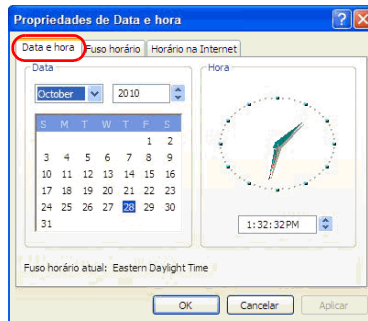 Propriedades de Data e hora
Data e hora Fuso horário Horário na Internet
Data
October 2010
S M T W T F S
1 2
3 4 5 6 7 8 9
10 11 12 13 14 15 16
17 18 19 20 21 22 23
24 25 26 27 28 29 30
31
Hora
1:32:32 PM
Fuso horário atual: Eastern Daylight Time
OK Cancelar Aplicar